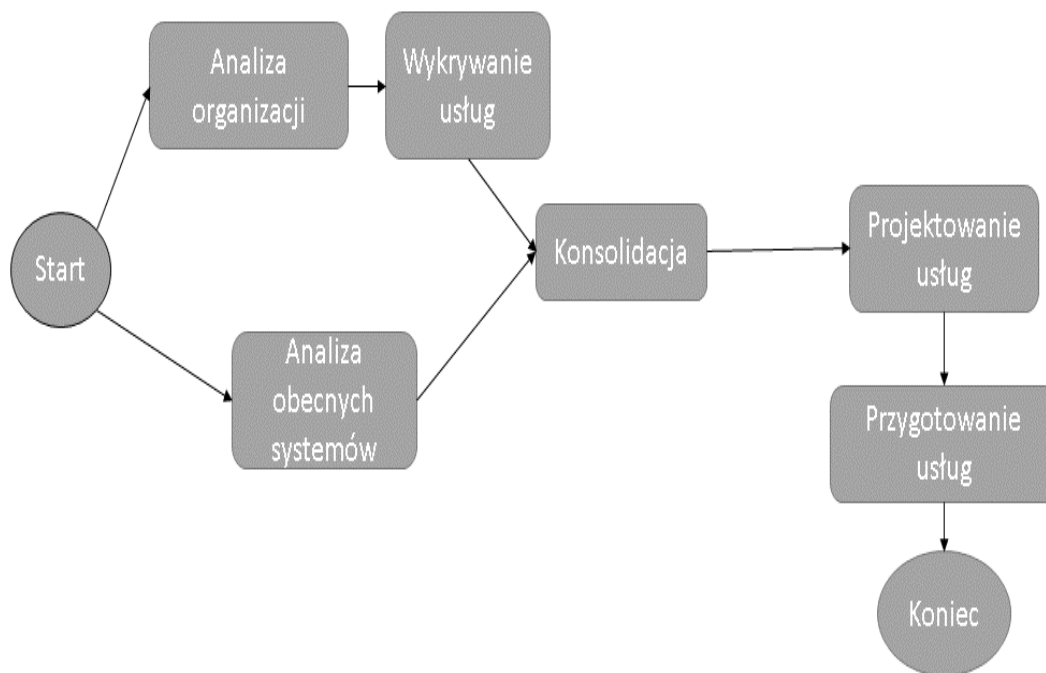 Analiza
organizacji
Wykrywanie
usług
Start
Konsolidacja
Projektowanie
usług
Analiza
obecnych
systemów
Przygotowanie
usług
Koniec